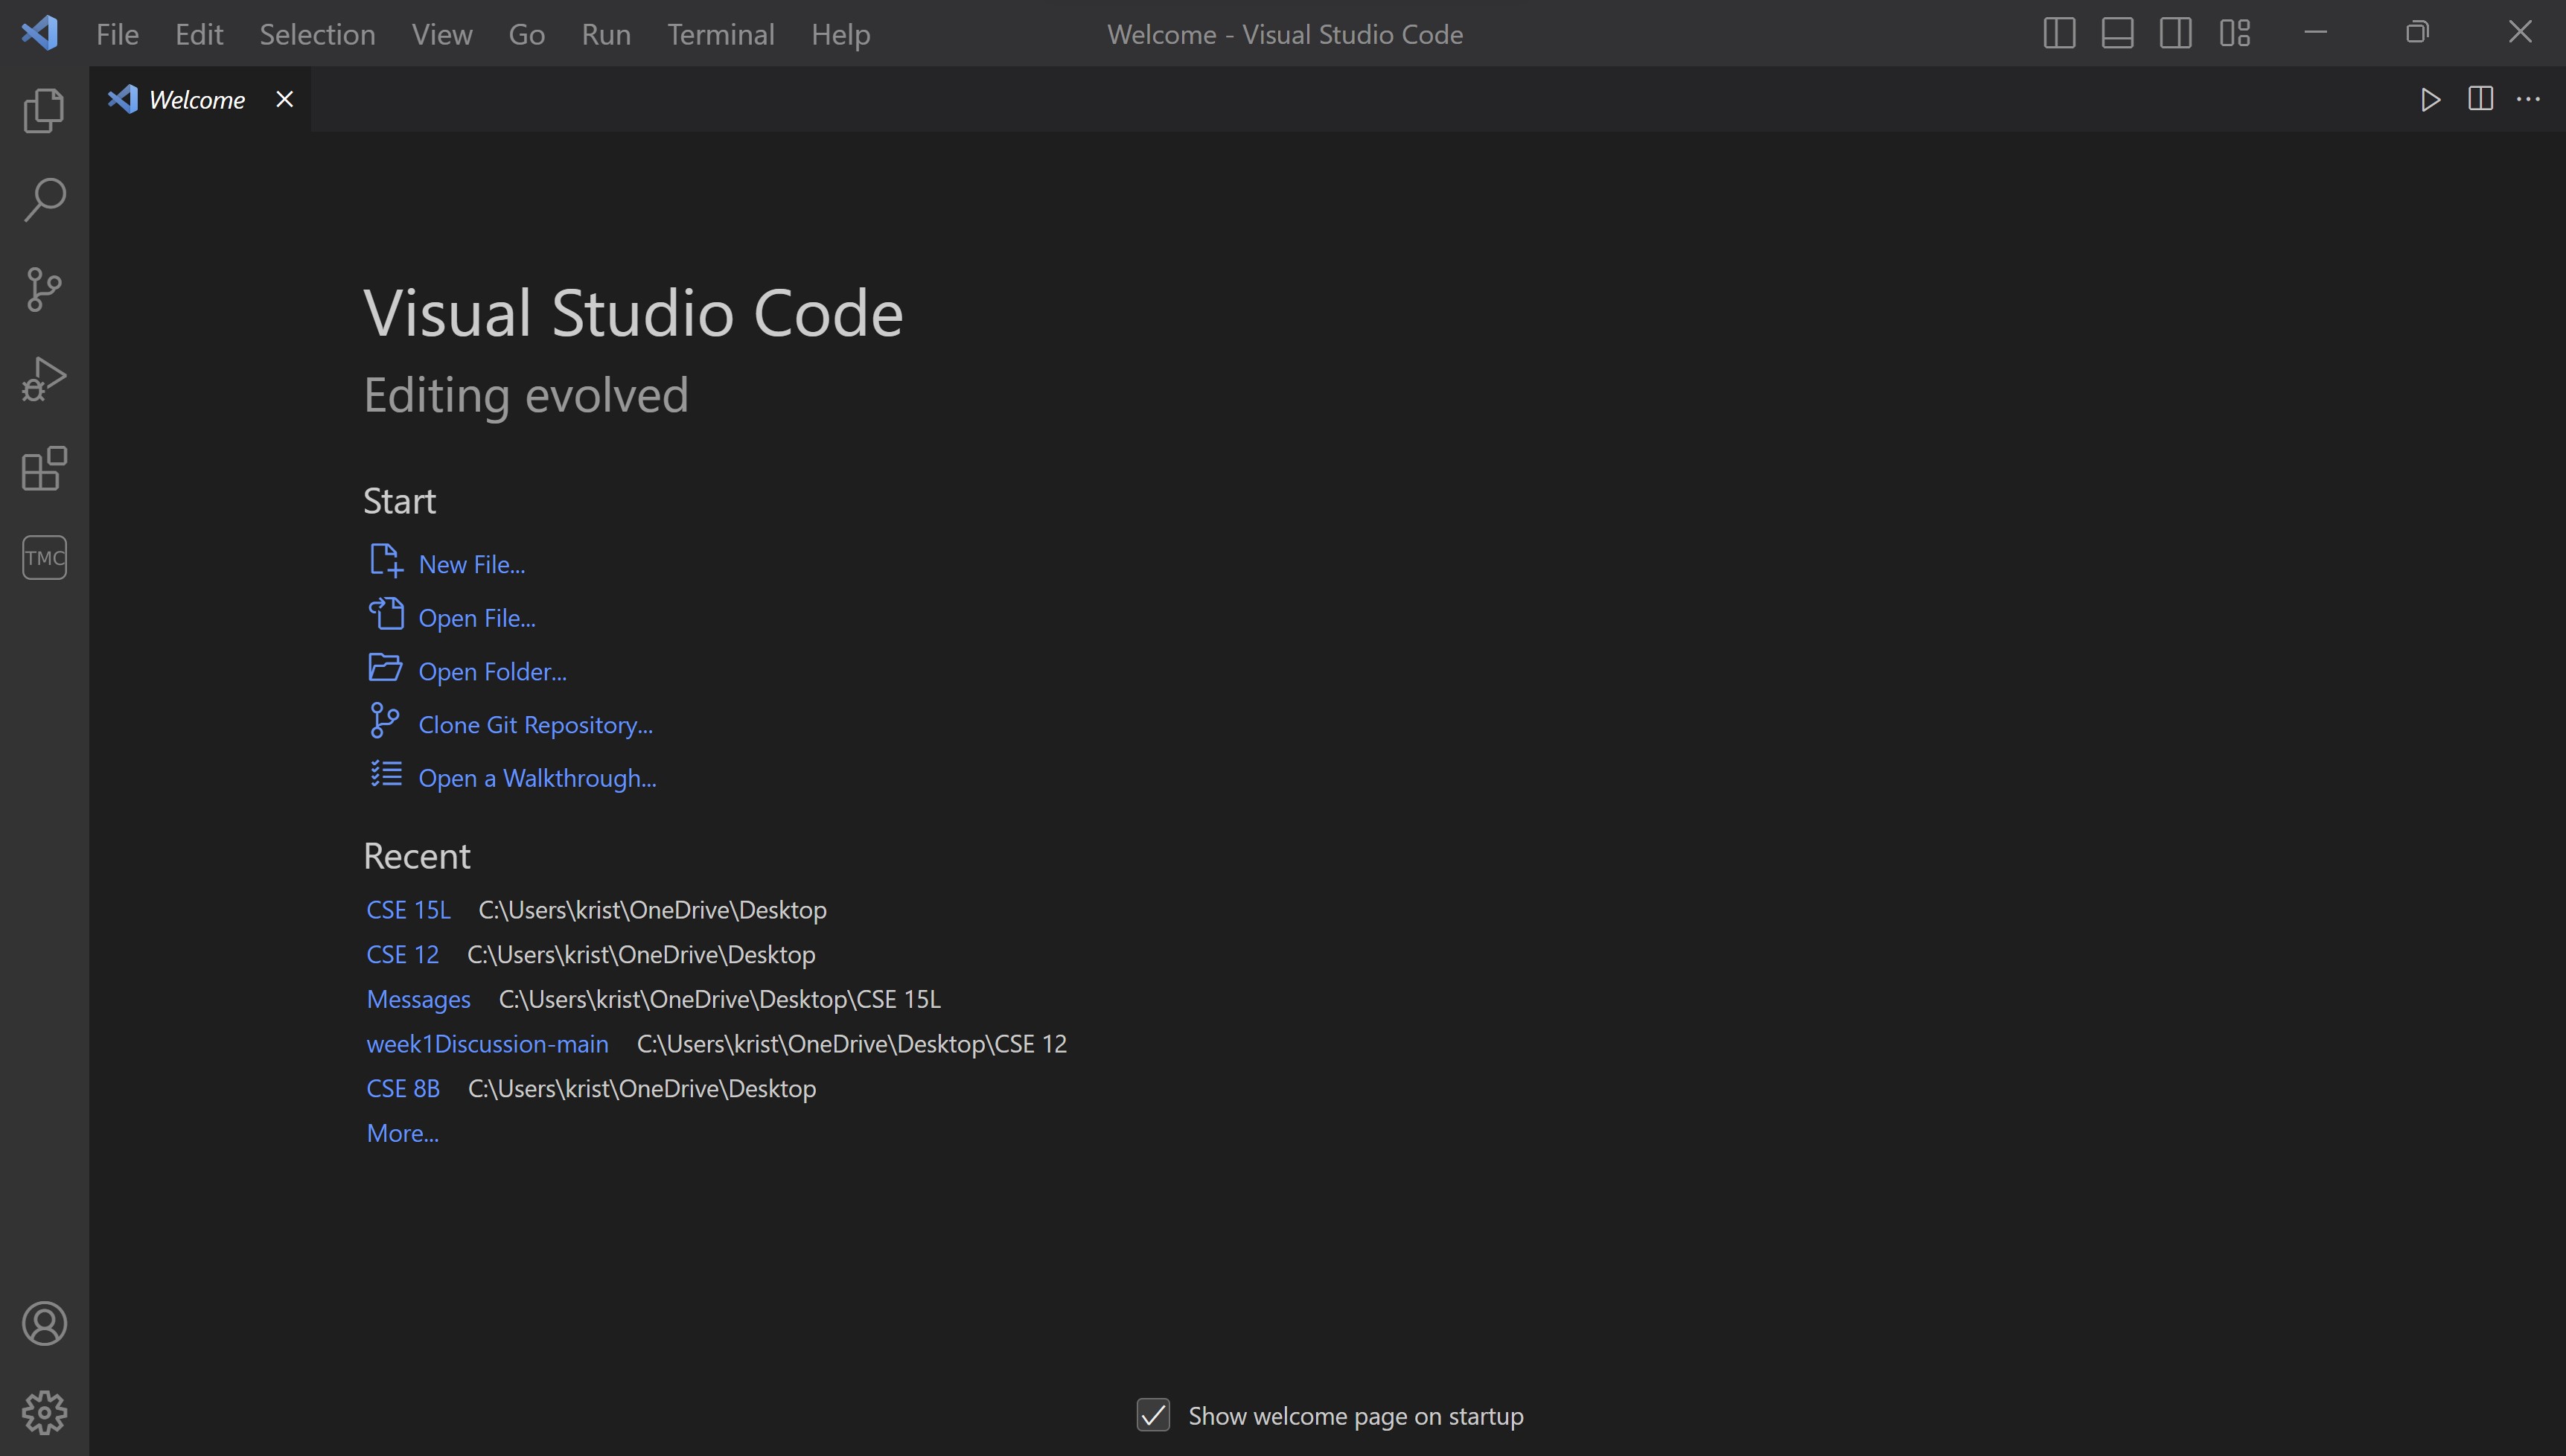 File Edit Selection View Go Run Terminal Help Welcome - Visual Studio Code
Welcome
Visual Studio Code
Editing evolved
Start
New File...
Open File...
Open Folder...
TMC
Clone Git Repository...
Open a Walkthrough...
Recent
CSE 15L C:\Users\krist\OneDrive\Desktop
CSE 12 C:\Users\krist\OneDrive\Desktop
Messages C:\Users\krist\OneDrive\Desktop\CSE 15L
week1Discussion-main C:\Users\krist\OneDrive\Desktop\CSE 12
CSE 8B C:\Users\krist\OneDrive\Desktop
More...
Show welcome page on startup